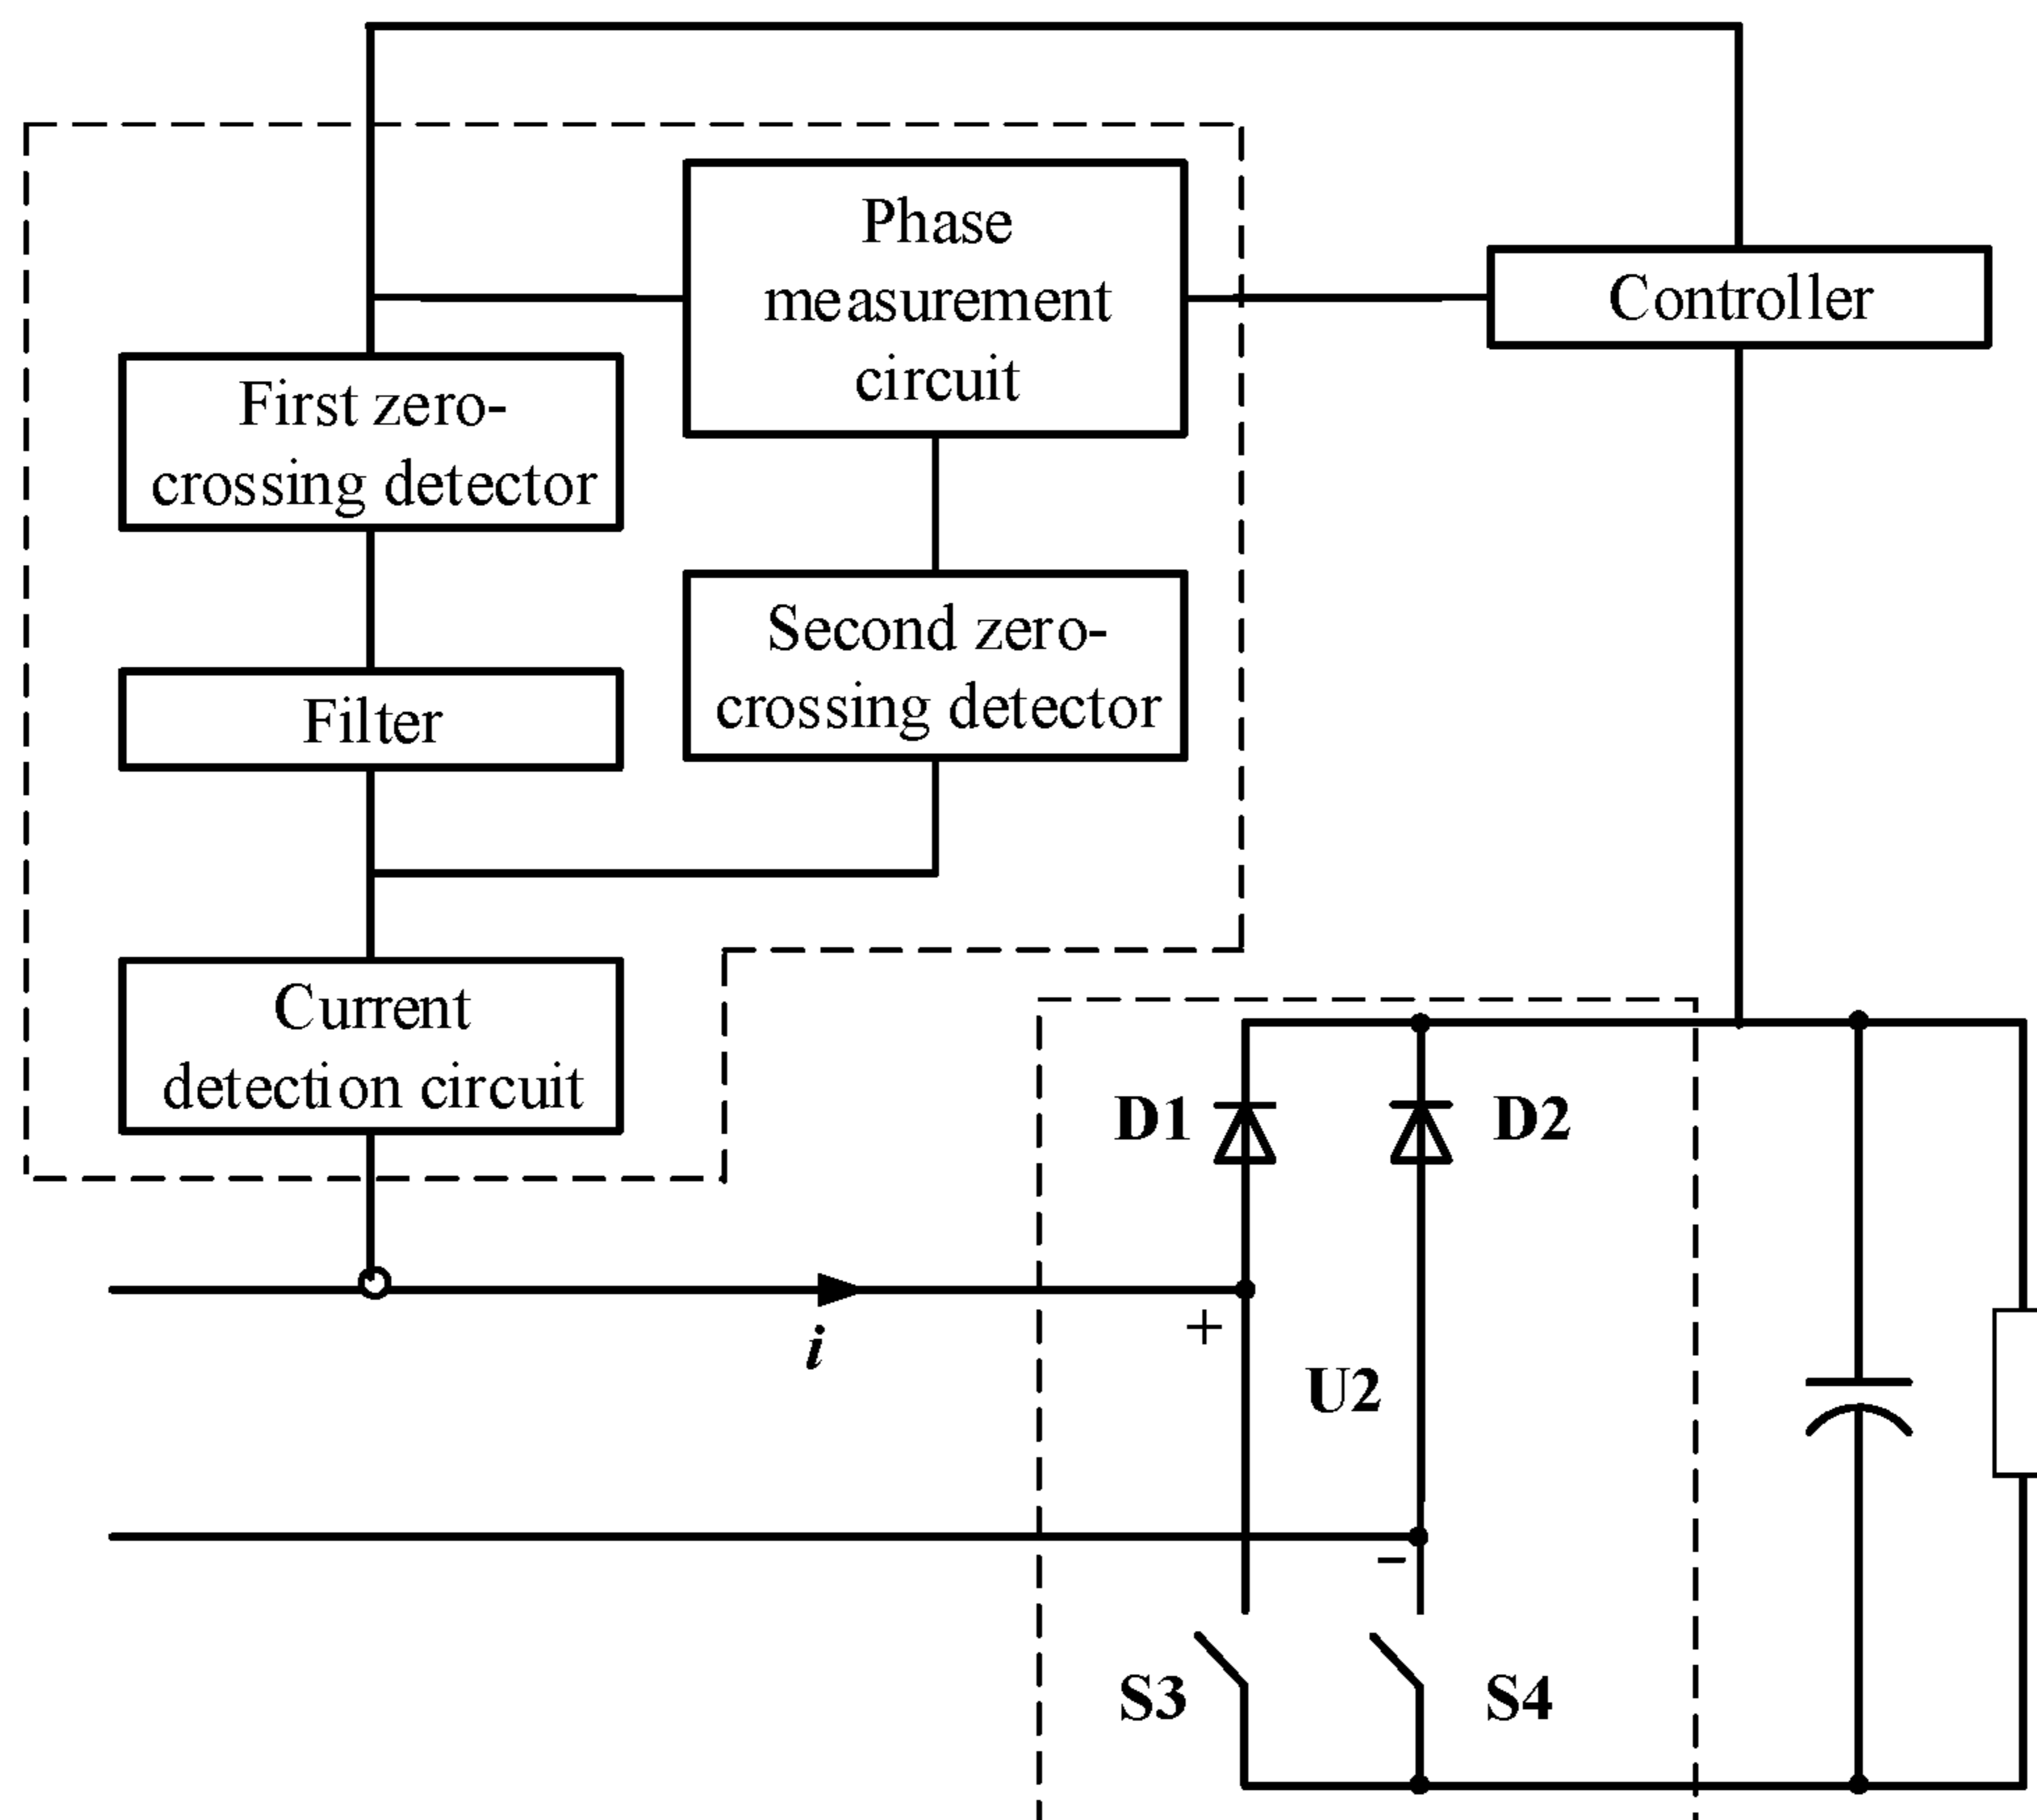 Phase
measurement
circuit
Controller
First zero-
crossing detector
Second zero-
crossing detector
Filter
Current
detection circuit
D1
D2
+
i
U2
−
S3
S4